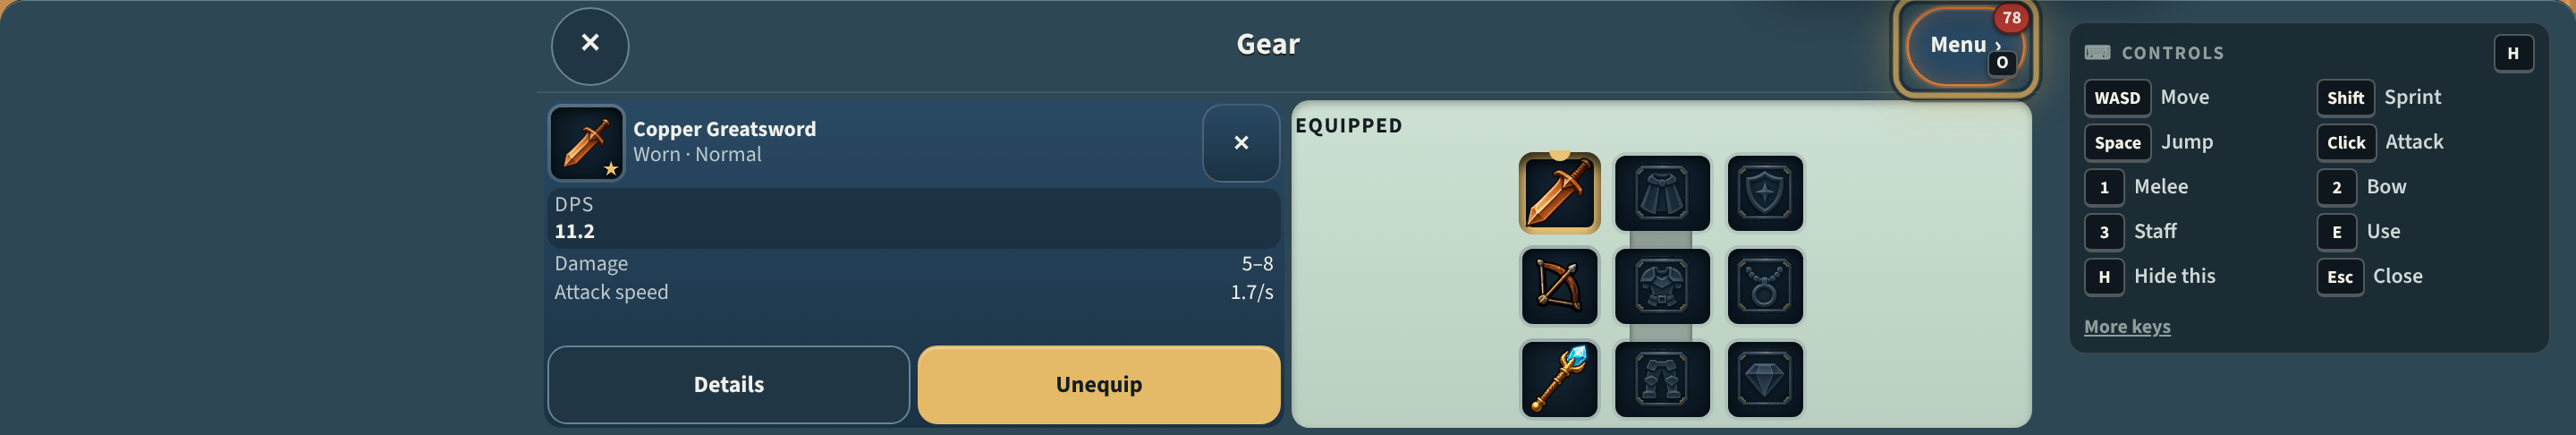 ×
Gear
Menu ›
78
O
Copper Greatsword
Worn · Normal
×
DPS
11.2
Damage 5–8
Attack speed 1.7/s
Details
Unequip
EQUIPPED
CONTROLS H
WASD Move Shift Sprint
Space Jump Click Attack
1 Melee 2 Bow
3 Staff E Use
H Hide this Esc Close
More keys